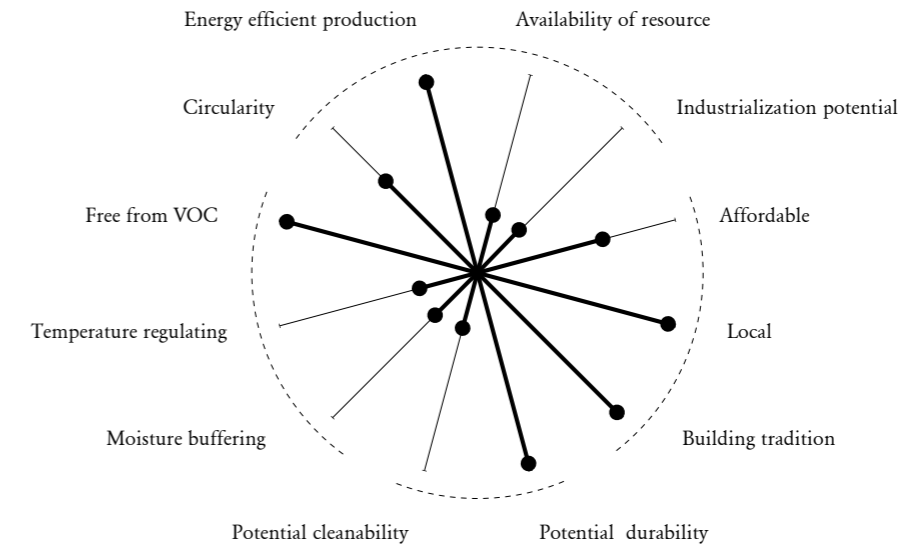 Energy efficient production
Availability of resource
Circularity
Industrialization potential
Free from VOC
Affordable
Temperature regulating
Local
Moisture buffering
Building tradition
Potential cleanability
Potential durability